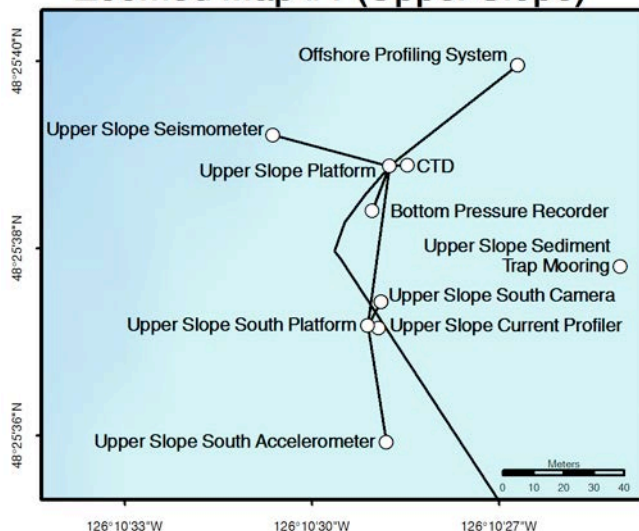 Offshore Profiling System
Upper Slope Seismometer
Upper Slope Platform
CTD
Bottom Pressure Recorder
Upper Slope Sediment
Trap Mooring
Upper Slope South Camera
Upper Slope South Platform
Upper Slope Current Profiler
Upper Slope South Accelerometer
Meters
0 10 20 30 40
48°25'40"N
48°25'38"N
48°25'36"N
126°10'33"W
126°10'30"W
126°10'27"W